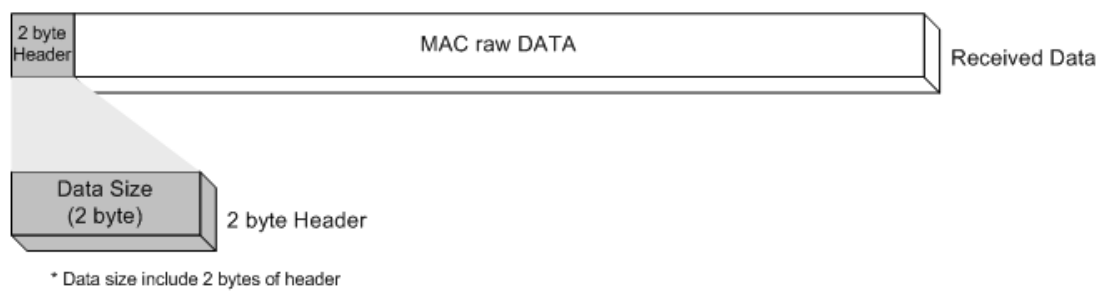 2 byte
Header
MAC raw DATA
Received Data
Data Size
(2 byte)
2 byte Header
* Data size include 2 bytes of header